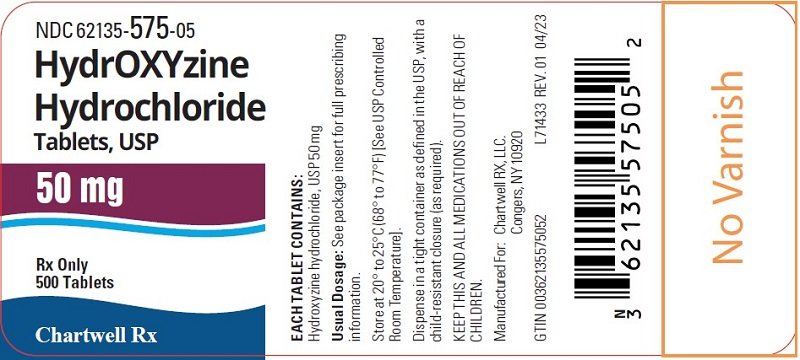 NDC 62135-575-05
HydrOXYzine
Hydrochloride
Tablets, USP
50 mg
Rx Only
500 Tablets
Chartwell Rx
EACH TABLET CONTAINS:
Hydroxyzine hydrochloride, USP 50 mg
Usual Dosage: See package insert for full prescribing
information.
Store at 20° to 25°C (68° to 77°F) [See USP Controlled
Room Temperature].
Dispense in a tight container as defined in the USP, with a
child-resistant closure (as required).
KEEP THIS AND ALL MEDICATIONS OUT OF REACH OF
CHILDREN.
Manufactured For: Chartwell RX, LLC.
Congers, NY 10920
GTIN 00362135575052 L71433 REV. 01 04/23
N
3 62135 57505 2
No Varnish